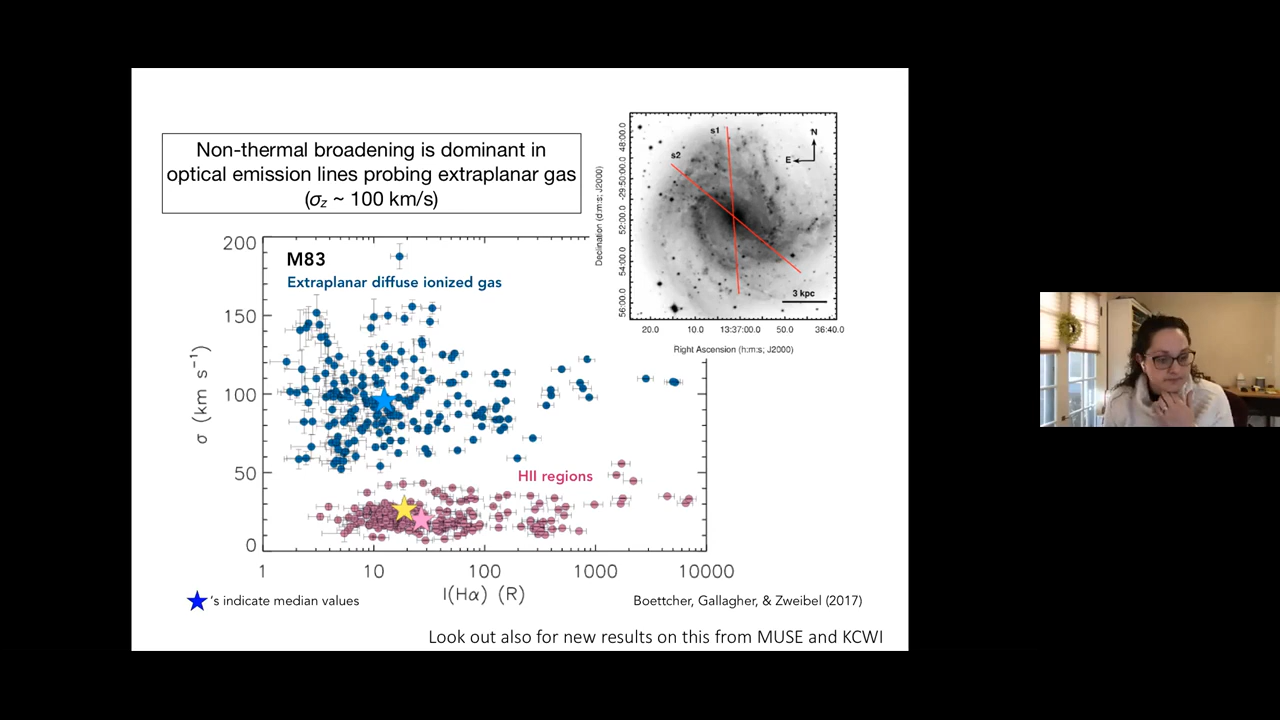 Non-thermal broadening is dominant in
optical emission lines probing extraplanar gas
(σz ~ 100 km/s)
s1
s2
N
E
3 kpc
48:00.0
-29:50:00.0
52:00.0
54:00.0
56:00.0
Declination (d:m:s; J2000)
20.0 10.0 13:37:00.0 50.0 36:40.0
Right Ascension (h:m:s; J2000)
M83
Extraplanar diffuse ionized gas
HII regions
200
150
100
50
0
σ (km s⁻¹)
1 10 100 1000 10000
I(Hα) (R)
★'s indicate median values
Boettcher, Gallagher, & Zweibel (2017)
Look out also for new results on this from MUSE and KCWI